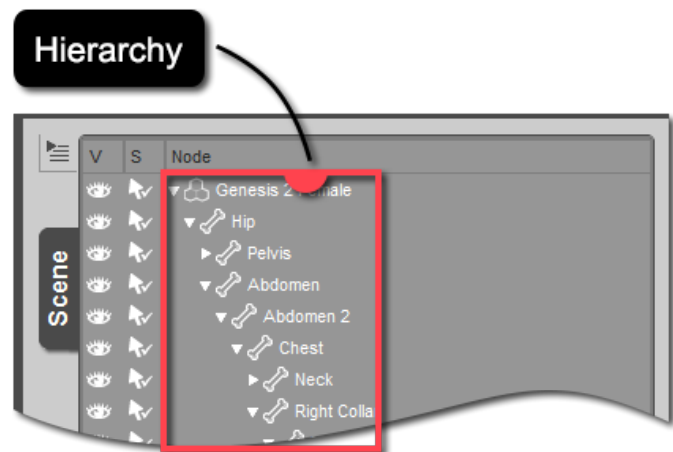 Hierarchy
V S Node
Genesis 2 Female
Hip
Pelvis
Scene
Abdomen
Abdomen 2
Chest
Neck
Right Colla